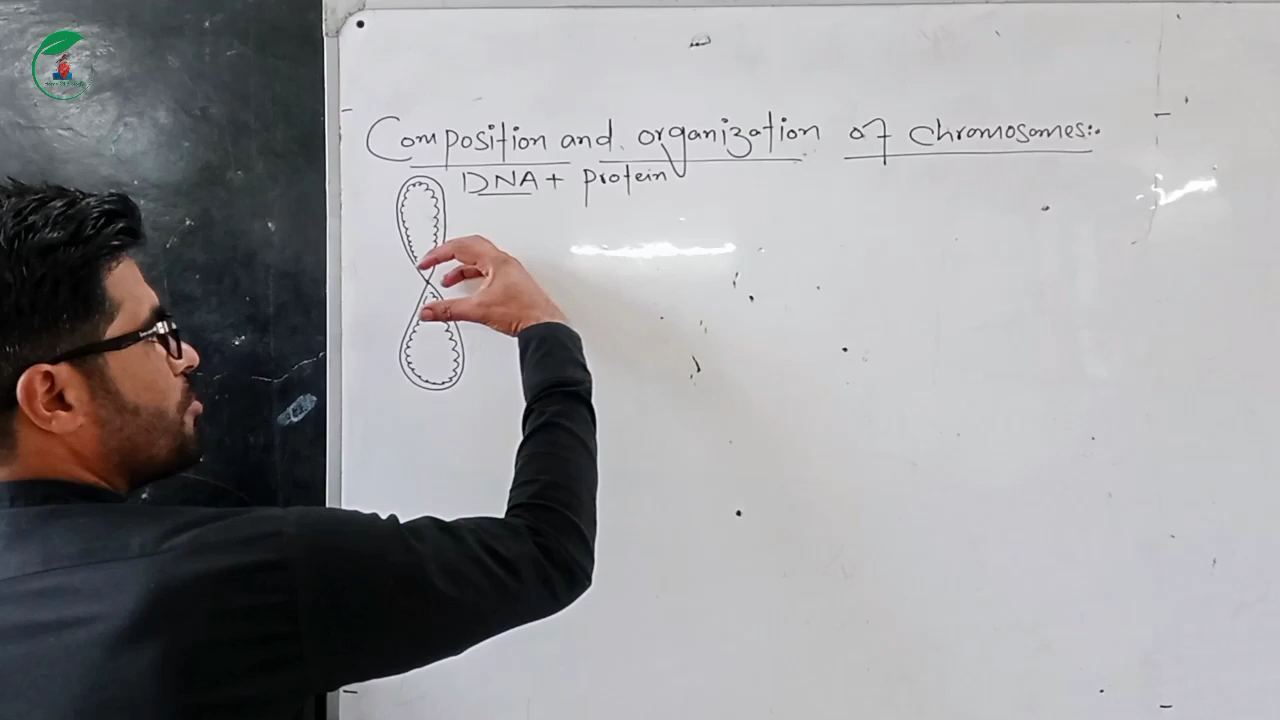 Composition and organization of chromosomes:
DNA + protein